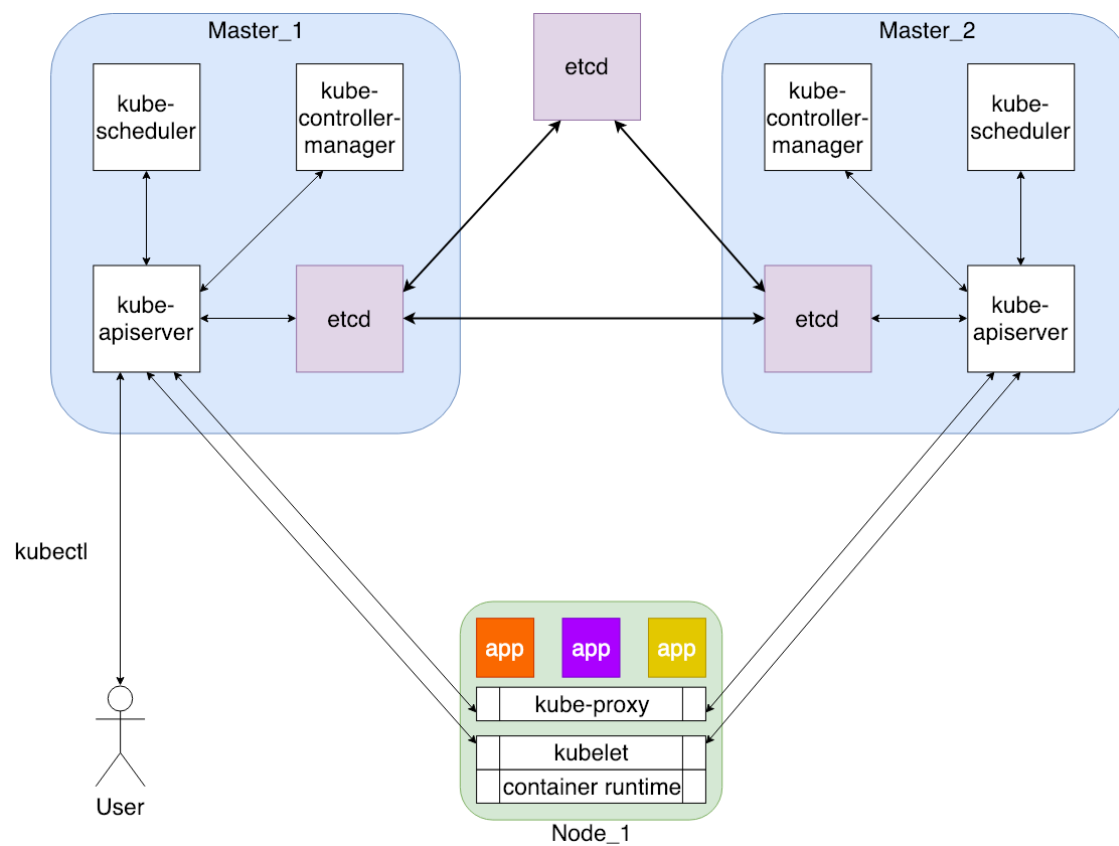 Master_1
Master_2
etcd
kube-
scheduler
kube-
controller-
manager
kube-
controller-
manager
kube-
scheduler
kube-
apiserver
etcd
etcd
kube-
apiserver
kubectl
app
app
app
kube-proxy
kubelet
container runtime
User
Node_1